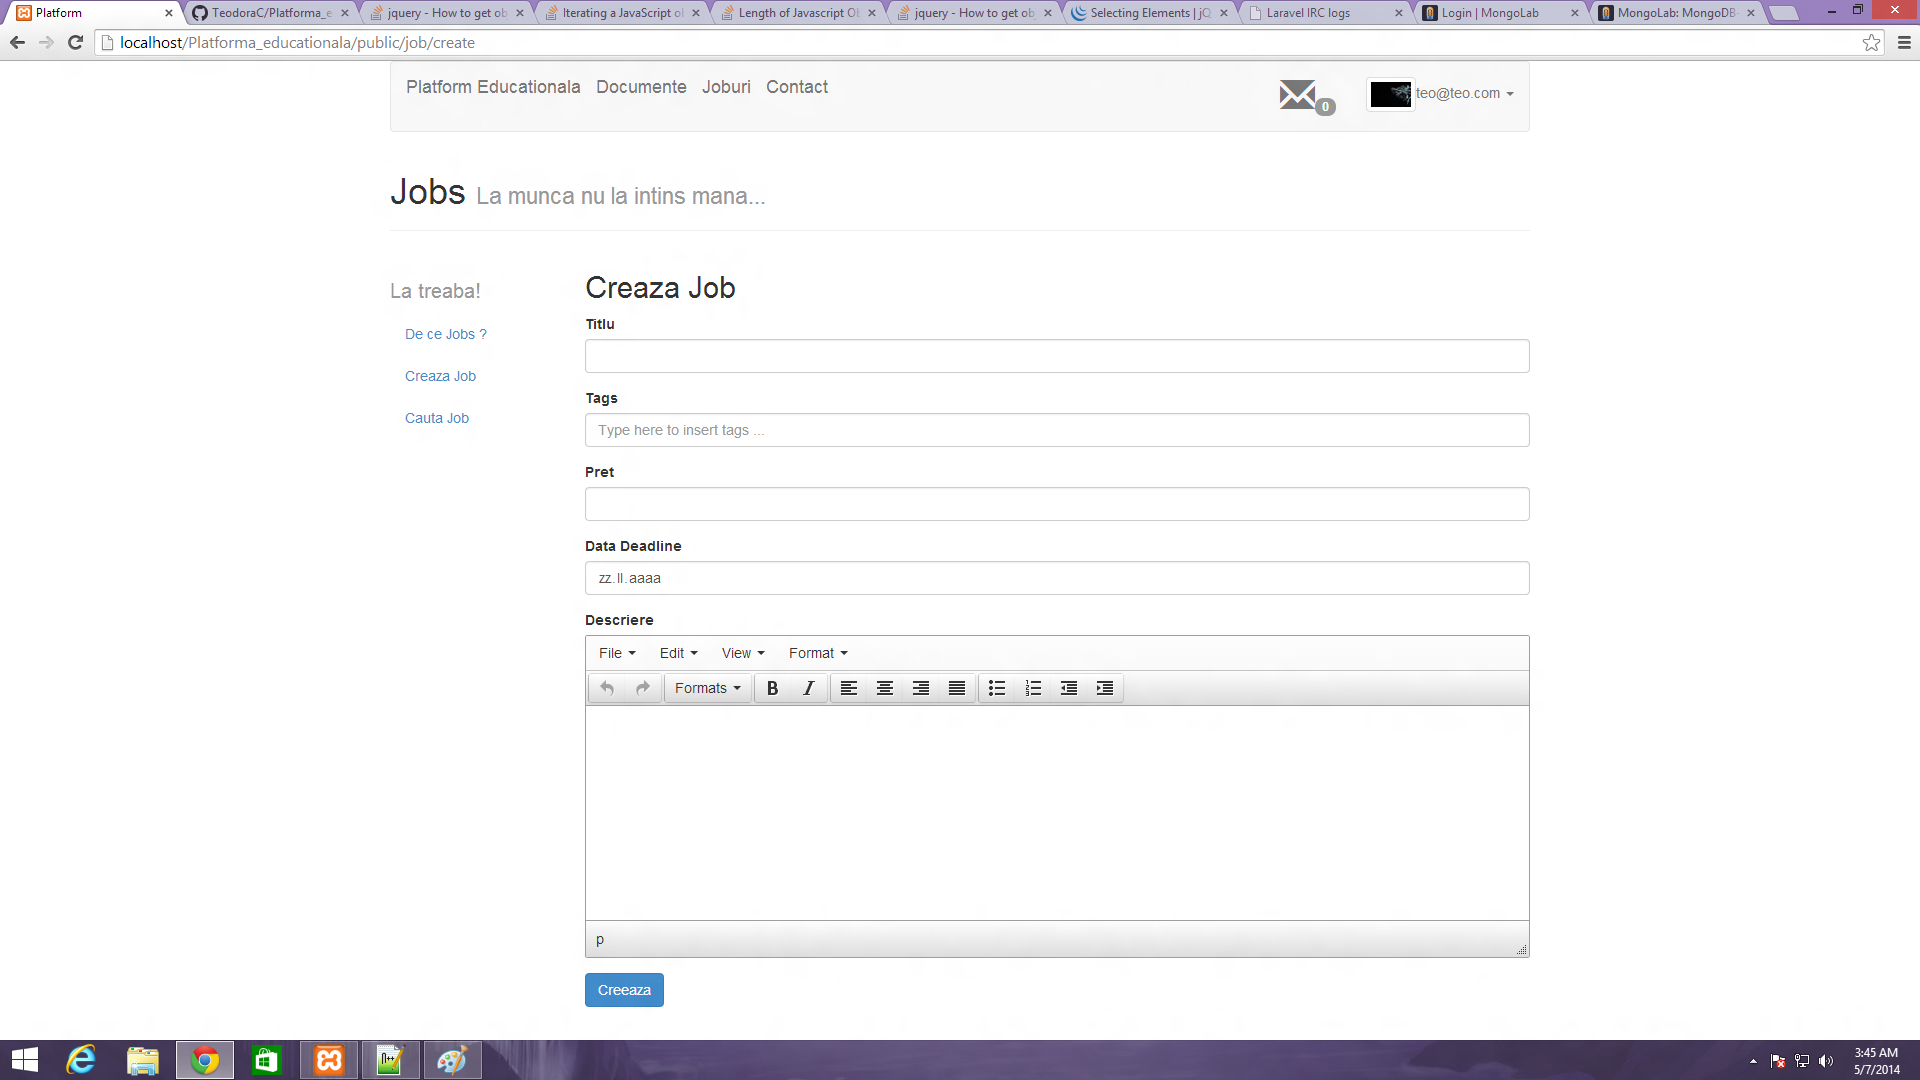 Platform
TeodoraC/Platforma_e
jquery - How to get ob
Iterating a JavaScript ol
Length of Javascript Ob
jquery - How to get ob
Selecting Elements | jQ
Laravel IRC logs
Login | MongoLab
MongoLab: MongoDB-
localhost/Platforma_educationala/public/job/create
Platform Educationala Documente Joburi Contact
0
teo@teo.com
Jobs La munca nu la intins mana...
La treaba!
De ce Jobs ?
Creaza Job
Cauta Job
Creaza Job
Titlu
Tags
Type here to insert tags ...
Pret
Data Deadline
zz.ll.aaaa
Descriere
File Edit View Format
Formats B I
p
Creeaza
3:45 AM
5/7/2014